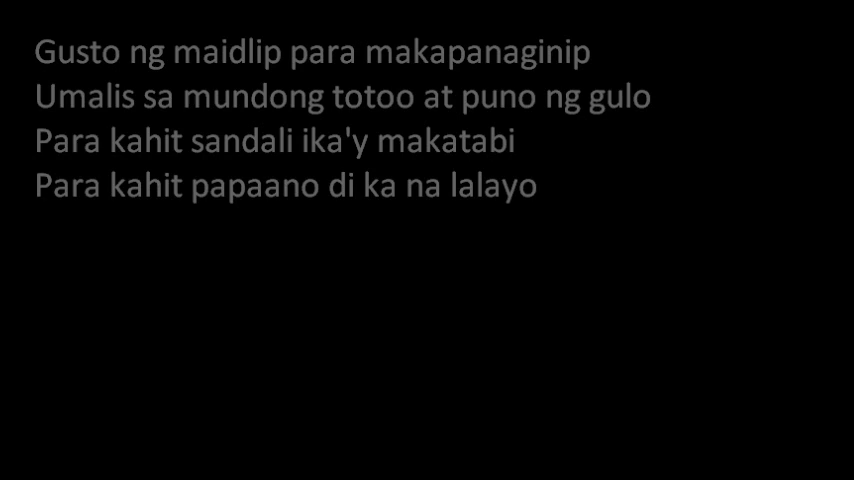 Gusto ng maidlip para makapanaginip
Umalis sa mundong totoo at puno ng gulo
Para kahit sandali ika'y makatabi
Para kahit papaano di ka na lalayo